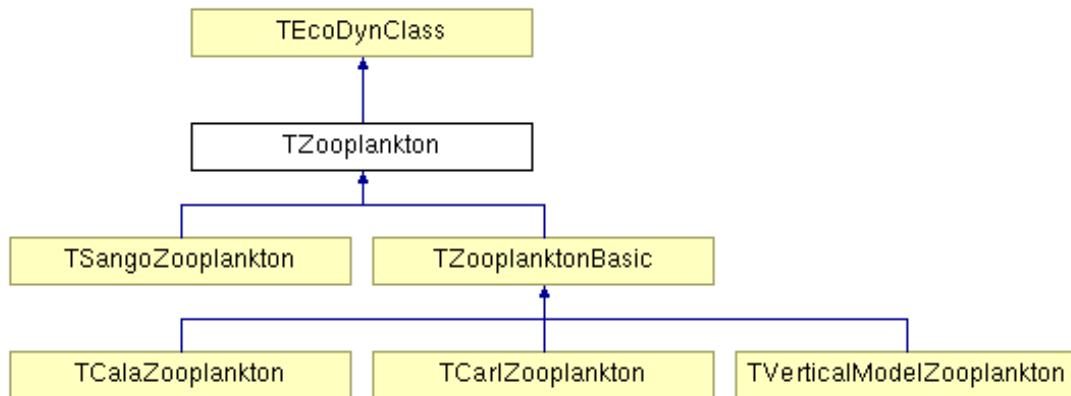 TEcoDynClass
TZooplankton
TSangoZooplankton
TZooplanktonBasic
TCalaZooplankton
TCarlZooplankton
TVerticalModelZooplankton